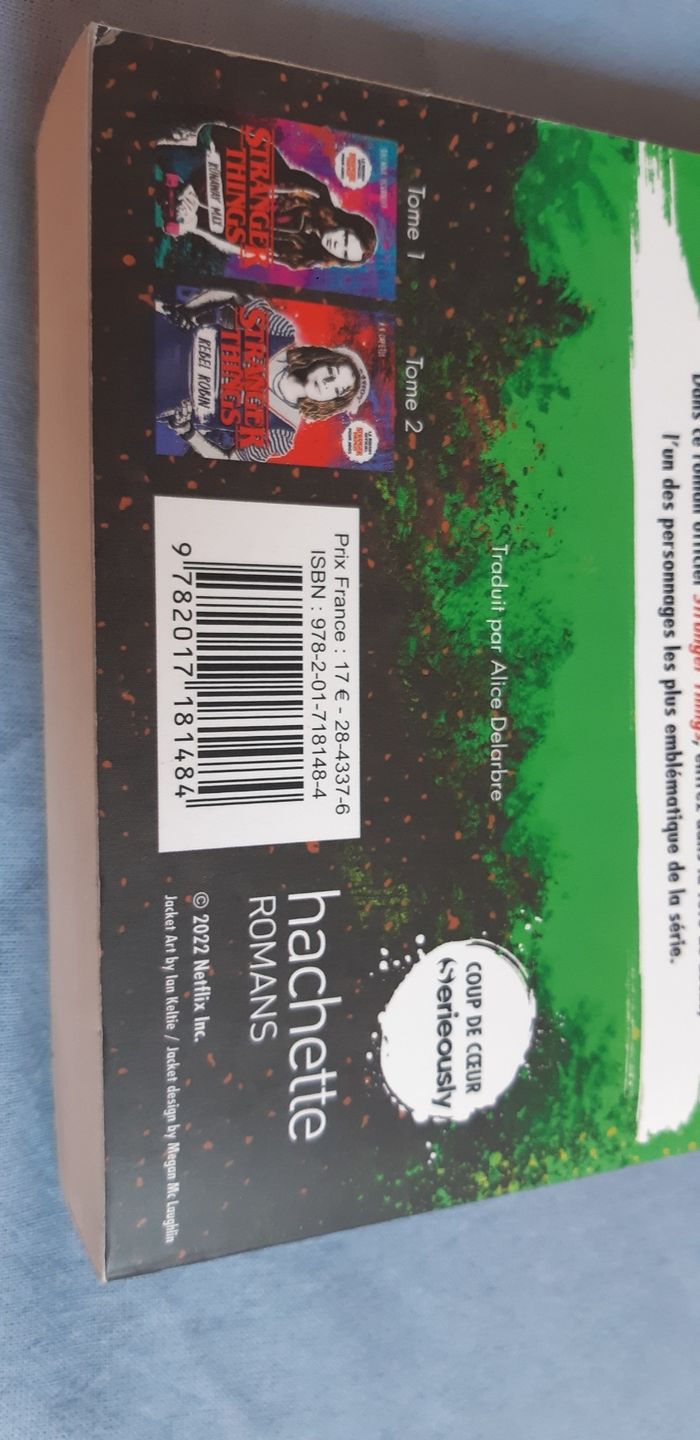 l'un des personnages les plus emblématique de la série.
Traduit par Alice Delarbre
Tome 1
STRANGER
THINGS
RUNAWAY MAX
Tome 2
STRANGER
THINGS
REBEL ROBIN
Prix France : 17 € - 28-4337-6
ISBN : 978-2-01-718148-4
9 782017 181484
COUP DE CŒUR
Serieously
hachette
ROMANS
© 2022 Netflix Inc.
Jacket Art by Ian Keltie / Jacket design by Megan Mc Laughlin